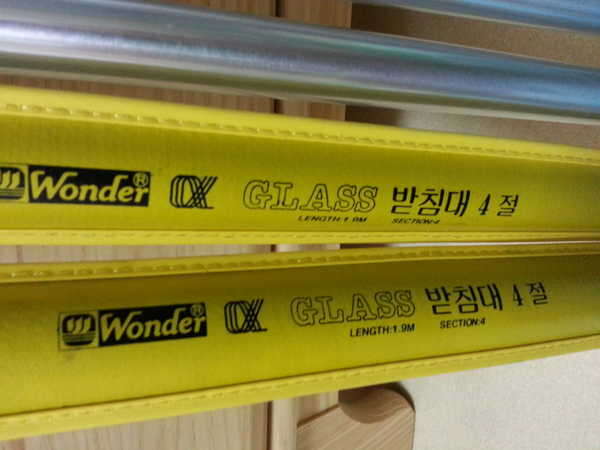 Wonder® α GLASS 받침대 4절
LENGTH:1.9M SECTION:4
Wonder® α GLASS 받침대 4절
LENGTH:1.9M SECTION:4